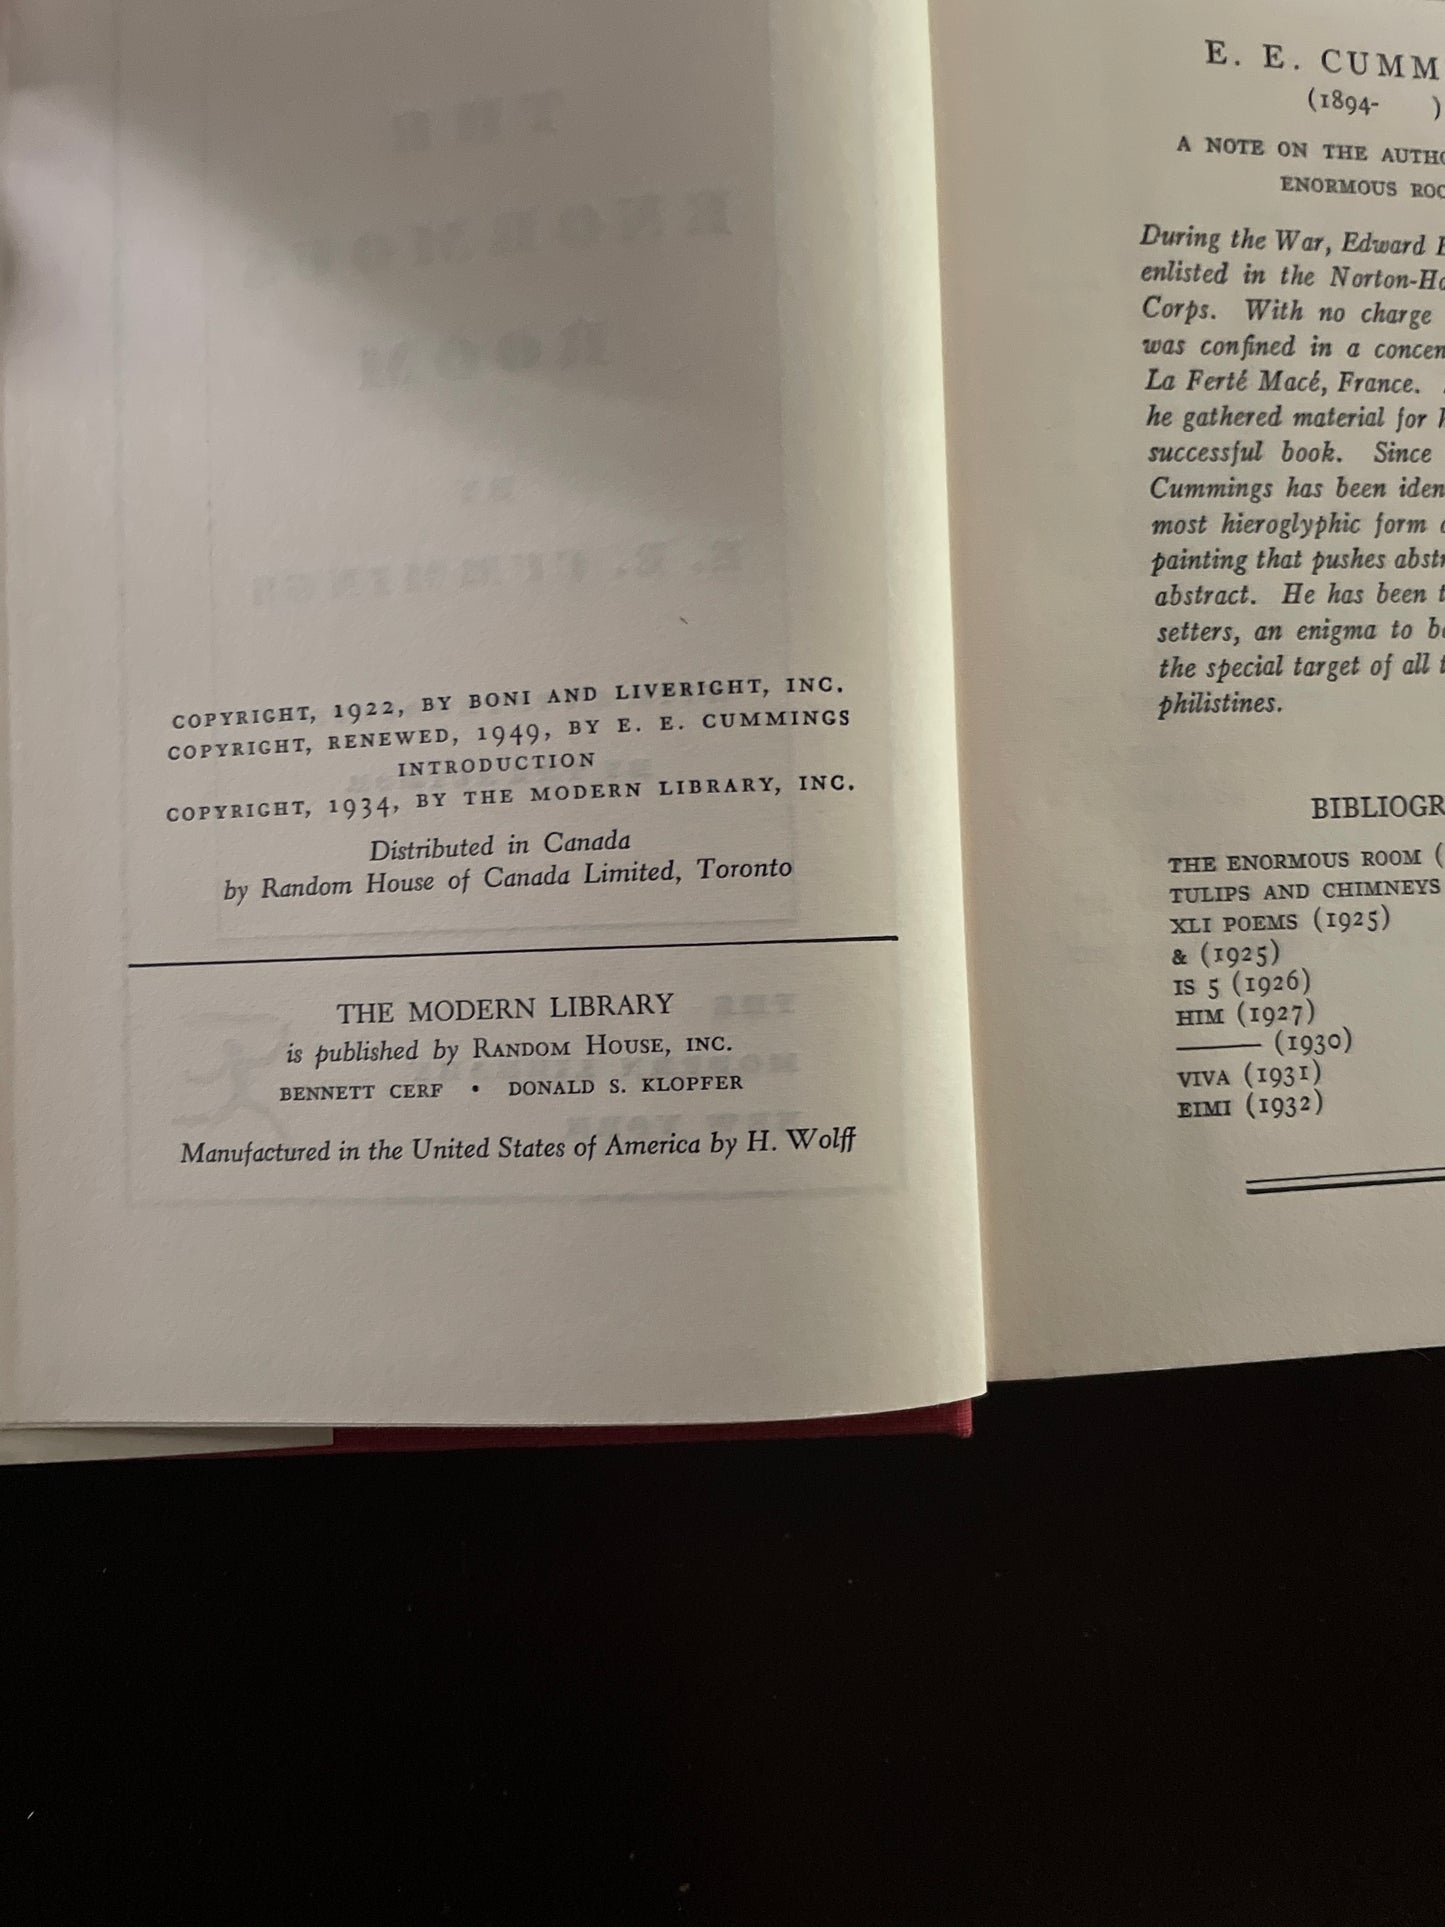 COPYRIGHT, 1922, BY BONI AND LIVERIGHT, INC.
COPYRIGHT, RENEWED, 1949, BY E. E. CUMMINGS
INTRODUCTION
COPYRIGHT, 1934, BY THE MODERN LIBRARY, INC.
Distributed in Canada
by Random House of Canada Limited, Toronto
THE MODERN LIBRARY
is published by RANDOM HOUSE, INC.
BENNETT CERF • DONALD S. KLOPFER
Manufactured in the United States of America by H. Wolff
E. E. CUMM
(1894- )
A NOTE ON THE AUTHO
ENORMOUS ROO
During the War, Edward
enlisted in the Norton-Ha
Corps. With no charge
was confined in a concen
La Ferté Macé, France.
he gathered material for
successful book. Since
Cummings has been iden
most hieroglyphic form
painting that pushes abstr
abstract. He has been
setters, an enigma to
the special target of all
philistines.
BIBLIOGR
THE ENORMOUS ROOM (
TULIPS AND CHIMNEYS
XLI POEMS (1925)
& (1925)
IS 5 (1926)
HIM (1927)
——— (1930)
VIVA (1931)
EIMI (1932)